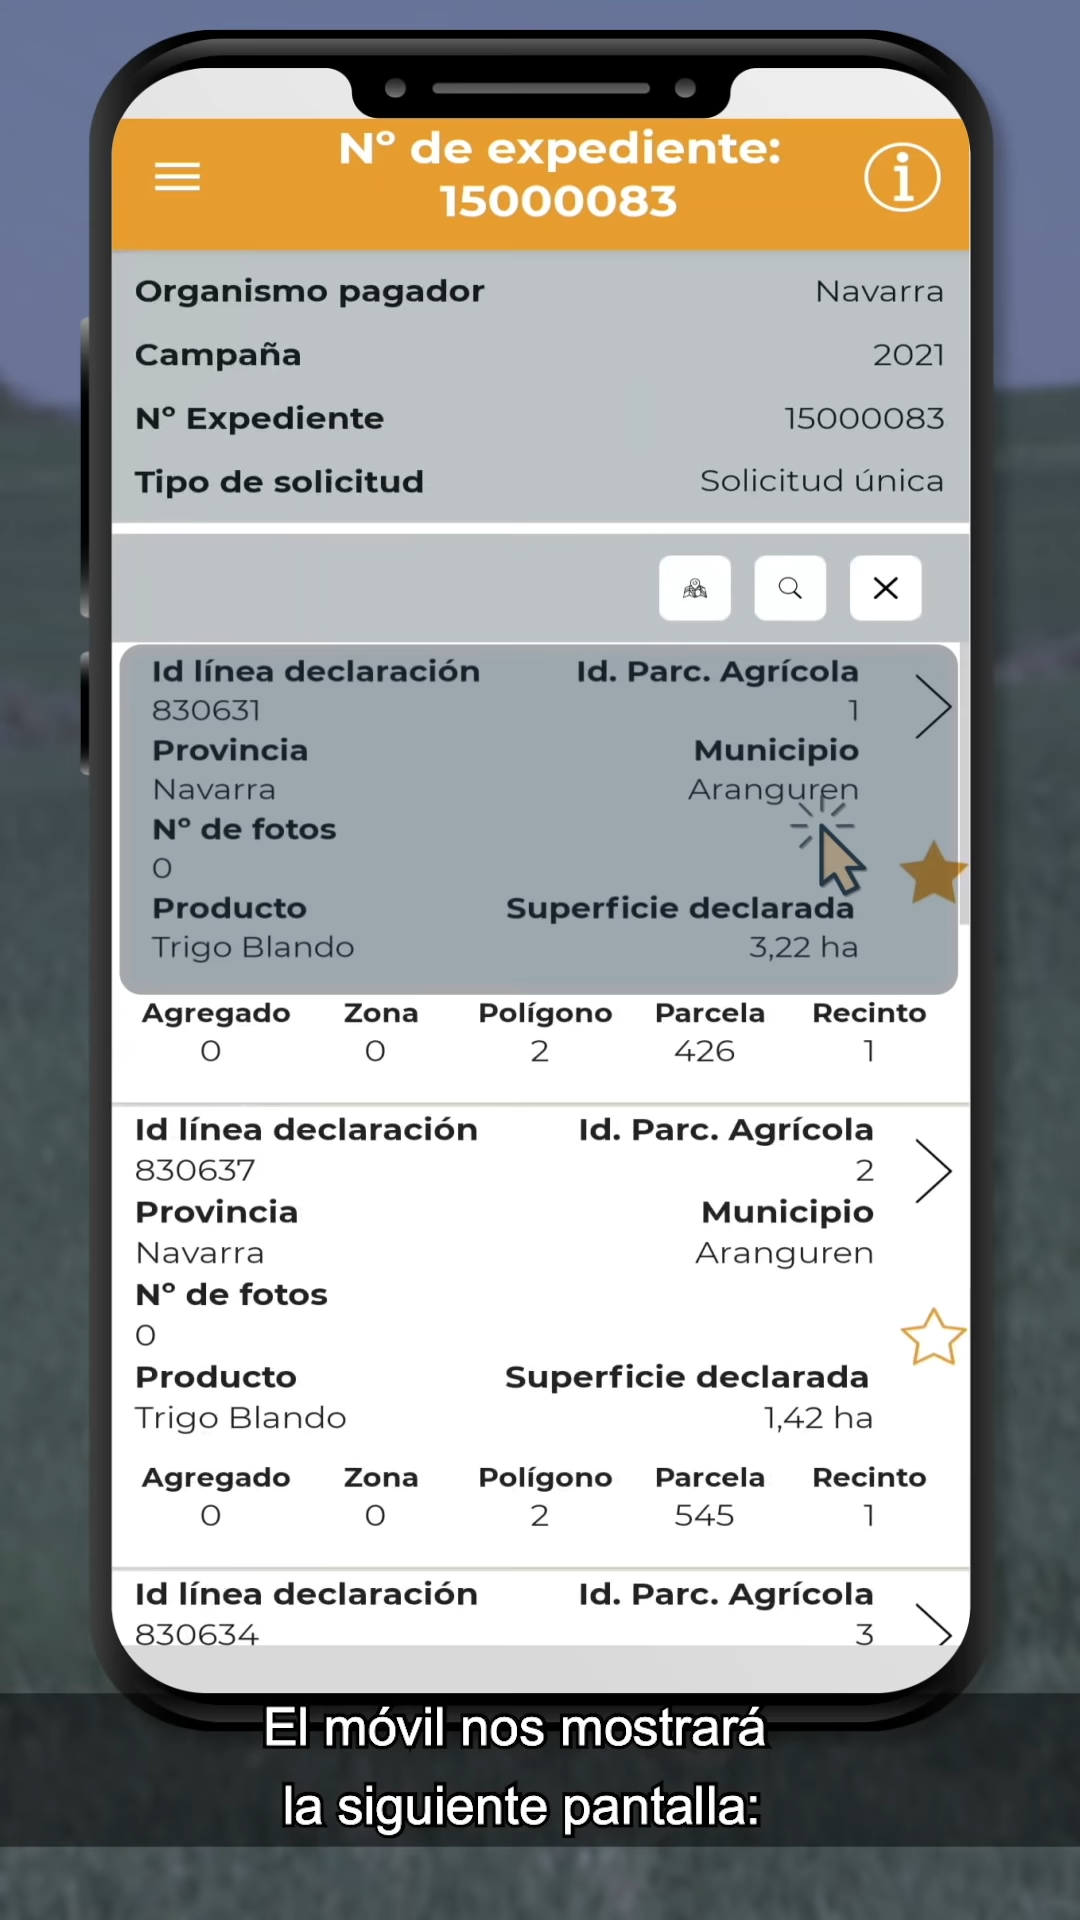 Nº de expediente:
15000083
Organismo pagador Navarra
Campaña 2021
Nº Expediente 15000083
Tipo de solicitud Solicitud única
Id línea declaración Id. Parc. Agrícola
830631 1
Provincia Municipio
Navarra Aranguren
Nº de fotos
0
Producto Superficie declarada
Trigo Blando 3,22 ha
Agregado Zona Polígono Parcela Recinto
0 0 2 426 1
Id línea declaración Id. Parc. Agrícola
830637 2
Provincia Municipio
Navarra Aranguren
Nº de fotos
0
Producto Superficie declarada
Trigo Blando 1,42 ha
Agregado Zona Polígono Parcela Recinto
0 0 2 545 1
Id línea declaración Id. Parc. Agrícola
830634 3
El móvil nos mostrará
la siguiente pantalla: